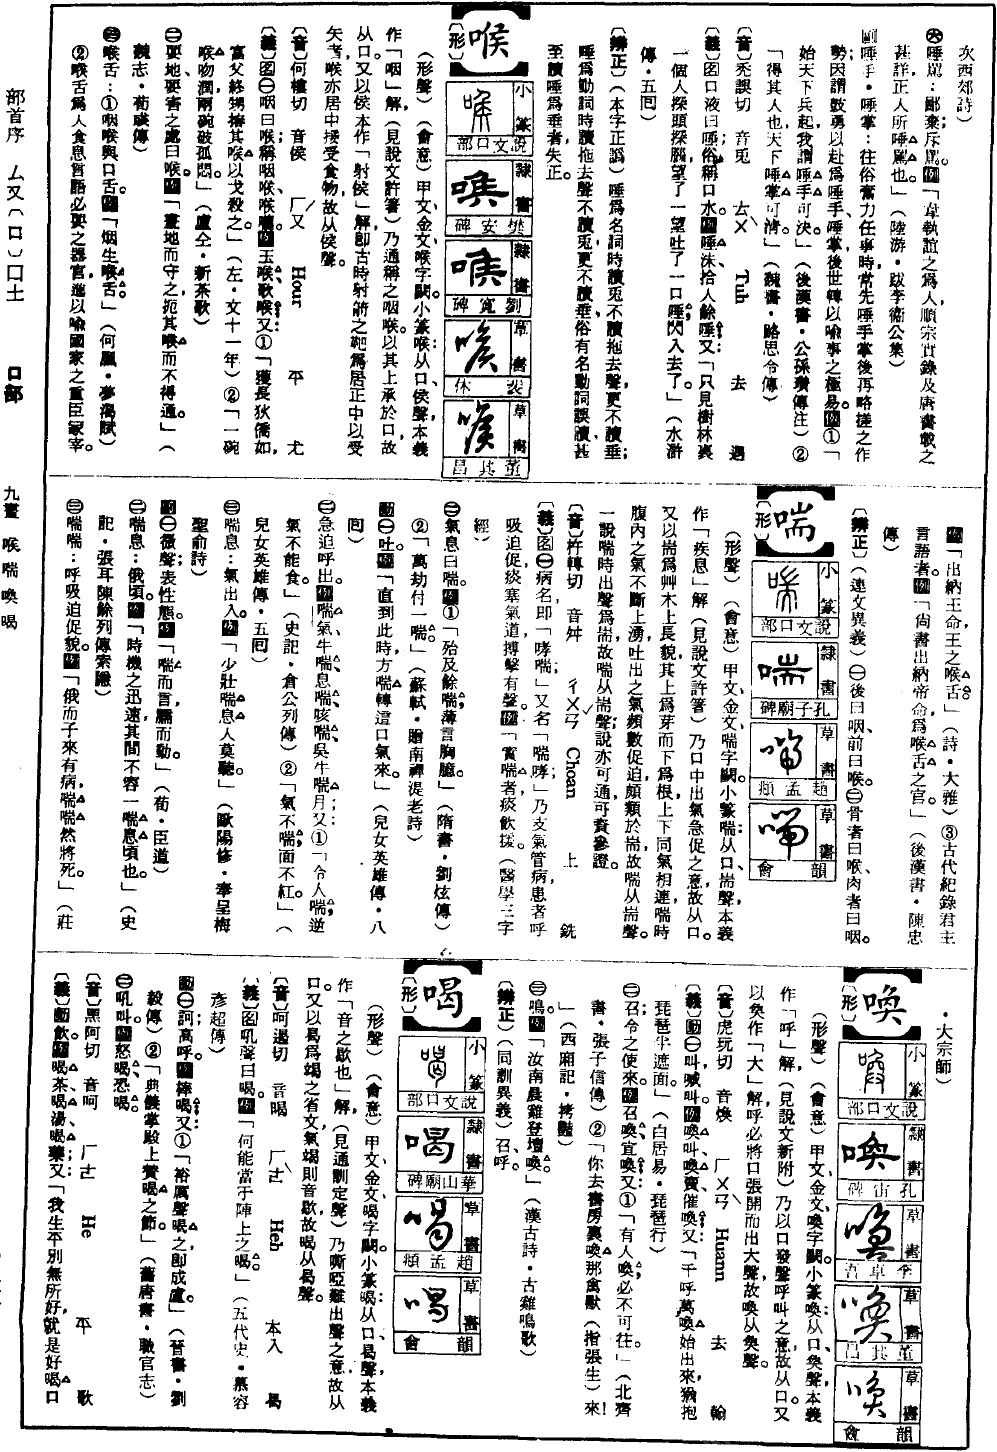 次西郊詩）
㊅唾罵：鄙棄斥罵。例「韋執誼之爲人順宗實錄及唐書載之
甚詳正人所唾罵也。」（陸游・跋李衞公集）
副唾手・唾掌：往俗奮力任事時常先唾手掌後再略搓之作
勢因謂鼓勇以赴爲唾手、唾掌後世轉以喻事之極易。例①「
始天下兵起我謂唾手可決」（後漢書・公孫瓚傳注）②
「得其人也天下唾掌可淸」（魏書・路思令傳）
〔音〕禿誤切　音兎　ㄊㄨˋ　Tuh　去　遇
〔義〕名口液曰唾俗稱口水。例唾沫拾人餘唾又「只見樹林裏
一個人探頭探腦望了一望吐了一口唾閃入去了。」（水滸
傳・五回）
〔辨正〕（本字正譌）唾爲名詞時讀兎不讀拖去聲更不讀垂；
唾爲動詞時讀拖去聲不讀兎更不讀垂俗有名動詞誤讀甚
至讀唾爲垂者失正。
〔形〕喉
小篆　說文口部
隷書　樊安碑
隷書　劉寬碑
草書　裴休
草書　董其昌
（形聲）（會意）甲文、金文、喉字闕小篆喉：从口、侯聲本義
作「咽」解（見說文許箸）乃通稱之咽喉以其上承於口故
从口。又以侯本作「射侯」解卽古時射箭之靶爲居正中以受
矢考喉亦居中接受食物故从侯聲。
〔音〕何樓切　音侯　ㄏㄡˊ　Hour　平　尤
〔義〕名㊀咽曰喉稱咽喉、喉嚨。例玉喉、歌喉又①「獲長狄僑如，
富父終甥摏其喉以戈殺之。」（左・文十一年）②「一碗
喉吻潤兩碗破孤悶。」（盧仝・新茶歌）
㊁要地要害之處曰喉。例「畫地而守之扼其喉而不得通。」（
魏志・荀彧傳）
㊂喉舌：①咽喉與口舌。例「烟生喉舌」（何諷・夢渴賦）
②喉舌爲人食息言語必要之器官進以喻國家之重臣冢宰。
例「出納王命王之喉舌」（詩・大雅）③古代紀錄君主
言語者。例「尙書出納帝命爲喉舌之官。」（後漢書・陳忠
傳）
〔辨正〕（連文異義）㊀後曰咽前曰喉。㊁骨者曰喉肉者曰咽。
〔形〕喘
小篆　說文口部
隷書　孔子廟碑
草書　趙孟頫
草書　韻會
（形聲）（會意）甲文、金文、喘字闕小篆喘：从口、耑聲本義
作「疾息」解（見說文許箸）乃口中出氣急促之意故从口。
又以耑爲艸木上長貌其上爲芽而下爲根上下同氣相連喘時
腹內之氣不斷上湧吐出之氣頻數促迫頗類於耑故喘从耑聲。
一說喘時出聲爲耑故喘从耑聲說亦可通可資參證。
〔音〕杵轉切　音舛　ㄔㄨㄢˇ　Choan　上　銑
〔義〕名㊀病名卽「哮喘」又名「喘哮」乃支氣管病患者呼
吸迫促痰塞氣道搏擊有聲。例「實喘者痰飲援。」（醫學三字
經）
㊁氣息曰喘。例①「殆及餘喘薄言胸臆。」（隋書・劉炫傳）
②「萬劫付一喘。」（蘇軾・贈南禪湜老詩）
動㊀吐。例「直到此時方喘轉這口氣來。」（兒女英雄傳・八
回）
㊁急迫呼出。例喘氣、牛喘、息喘、咳喘、吳牛喘月又：①「令人喘逆
氣不能食。」（史記・倉公列傳）②「氣不喘面不紅。」（
兒女英雄傳・五回）
㊂喘息：氣出入。例「少壯喘息人莫聽。」（歐陽修・奉呈梅
聖俞詩）
副㊀微聲表性態。例「喘而言臑而動。」（荀・臣道）
㊁喘息：俄頃。例「時機之迅速其間不容一喘息頃也。」（史
記・張耳陳餘列傳索隱）
㊂喘喘：呼吸迫促貌。例「俄而子來有病喘喘然將死。」（莊
・大宗師）
〔形〕喚
小篆　說文口部
隷書　孔宙碑
草書　李卓吾
草書　董其昌
草書　韻會
（形聲）（會意）甲文、金文、喚字闕小篆喚：从口、奐聲本義
作「呼」解（見說文新附）乃以口發聲呼叫之意故从口。又
以奐作「大」解呼必將口張開而出大聲故喚从奐聲。
〔音〕虎玩切　音煥　ㄏㄨㄢˋ　Huann　去　翰
〔義〕動㊀叫喊叫。例喚叫、喚賣、催喚又「千呼萬喚始出來猶抱
琵琶半遮面。」（白居易・琵琶行）
㊁召令之使來。例召喚、宣喚又①「有人喚必不可往。」（北齊
書・張子信傳）②「你去書房裏喚那禽獸（指張生）來！
」（西廂記・拷豔）
㊂鳴。例「汝南晨雞登壇喚。」（漢古詩・古雞鳴歌）
〔辨正〕（同訓異義）召、呼。
〔形〕喝
小篆　說文口部
隷書　華山廟碑
草書　趙孟頫
草書　韻會
（形聲）（會意）甲文、金文、喝字闕小篆喝：从口、曷聲本義
作「音之歇也」解（見通訓定聲）乃嘶啞難出聲之意故从
口。又以曷爲竭之省文氣竭則音歇故喝从曷聲。
〔音〕呵遏切　音喝　ㄏㄜˋ　Heh　本入　曷
〔義〕名吼聲曰喝。例「何能當于陣上之喝」（五代史・慕容
彥超傳）
動㊀訶高呼。例棒喝又①「裕厲聲喝之卽成盧。」（晉書・劉
毅傳）②「典儀掌殿上贊喝之節。」（舊唐書・職官志）
㊁吼叫。例怒喝、恐喝。
〔音〕黑阿切　音呵　ㄏㄜ　He　平　歌
〔義〕動飲。例喝茶、喝湯、喝藥又「我生平別無所好，就是好喝口
部首序　厶又（口）囗土　口部　九畫　喉喘喚喝